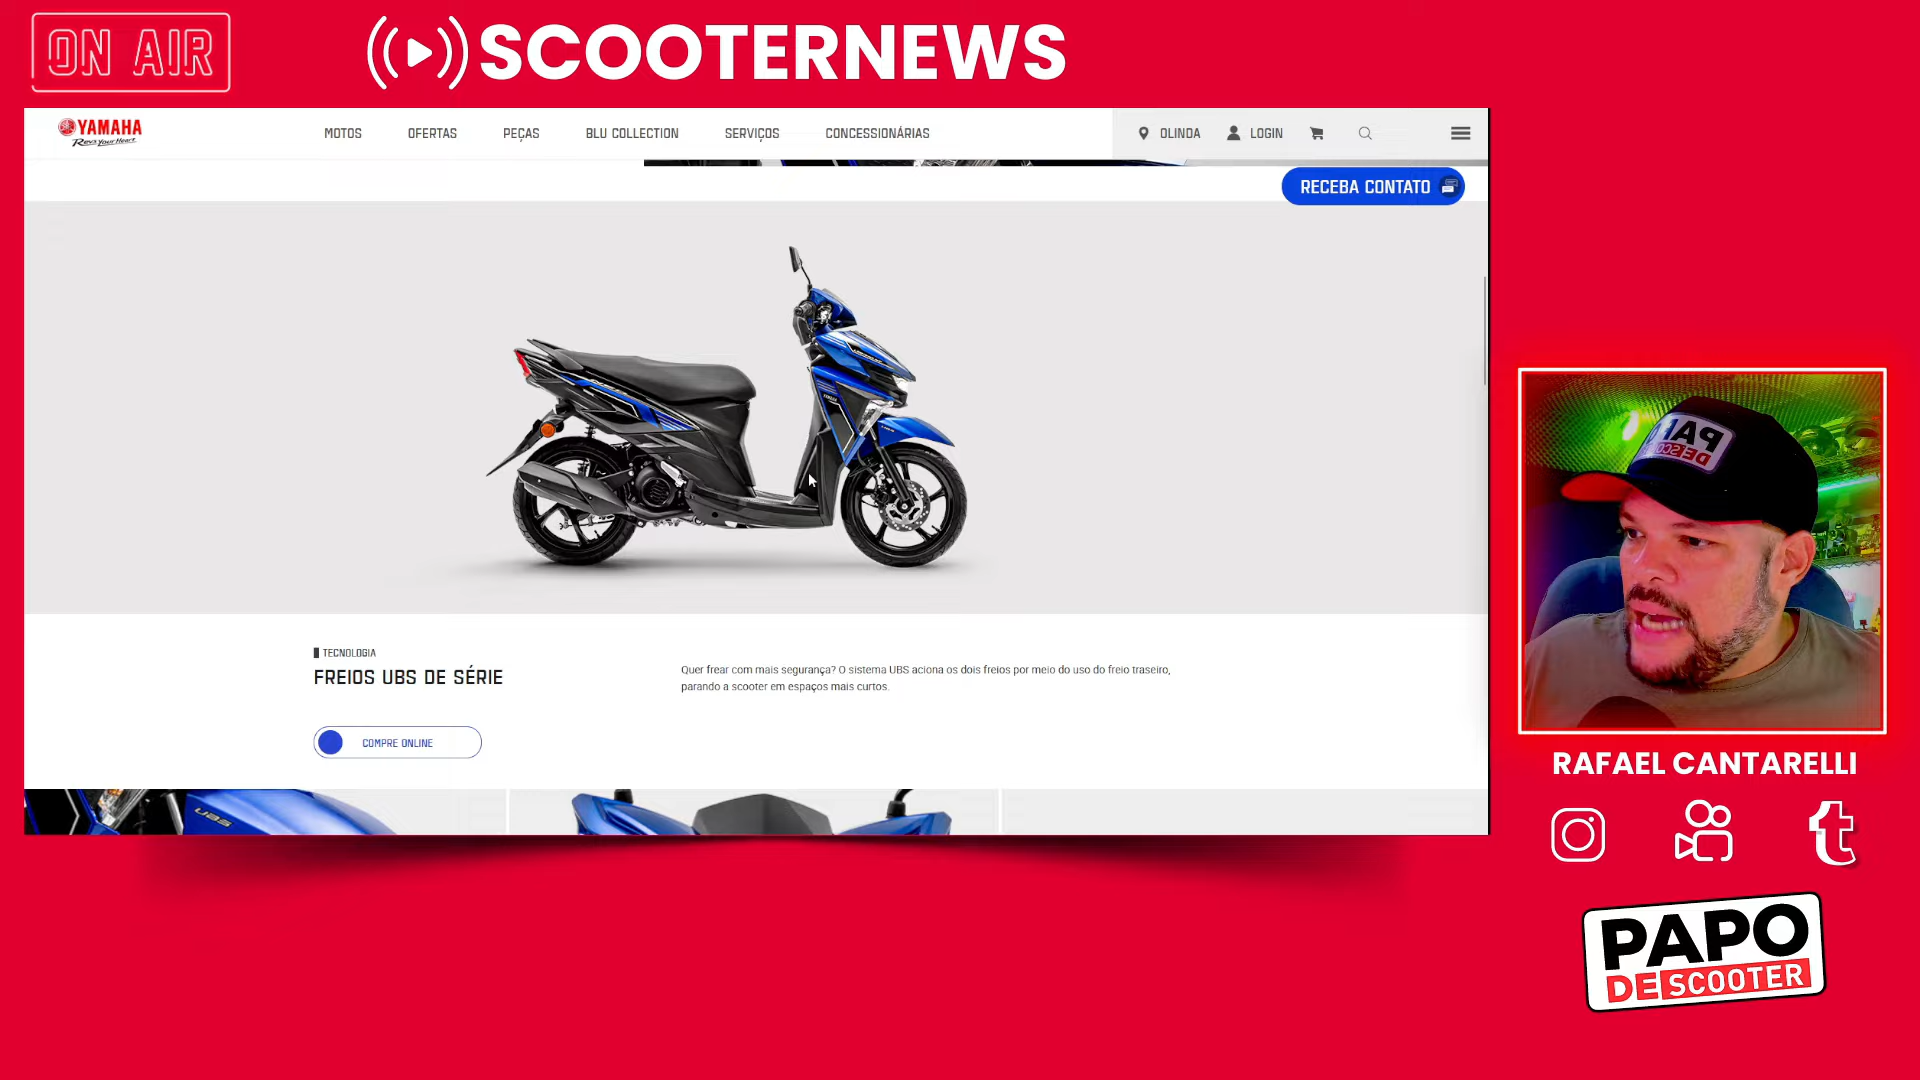 ON AIR
SCOOTERNEWS
YAMAHA
Revs Your Heart
MOTOS
OFERTAS
PEÇAS
BLU COLLECTION
SERVIÇOS
CONCESSIONÁRIAS
OLINDA
LOGIN
RECEBA CONTATO
TECNOLOGIA
FREIOS UBS DE SÉRIE
Quer frear com mais segurança? O sistema UBS aciona os dois freios por meio do uso do freio traseiro,
parando a scooter em espaços mais curtos.
COMPRE ONLINE
UBS
RAFAEL CANTARELLI
PAPO
DE SCOOTER